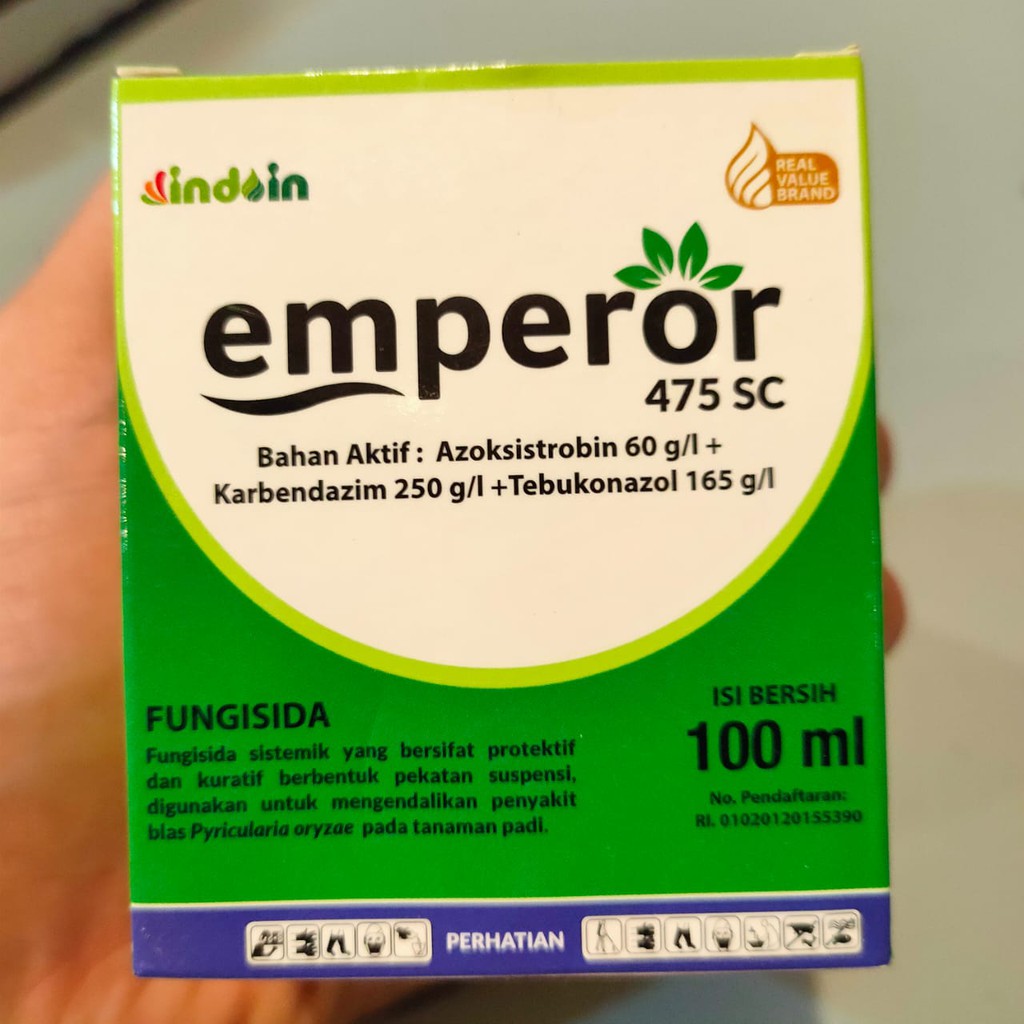 indoin
REAL
VALUE
BRAND
emperor
475 SC
Bahan Aktif : Azoksistrobin 60 g/l +
Karbendazim 250 g/l +Tebukonazol 165 g/l
FUNGISIDA
Fungisida sistemik yang bersifat protektif
dan kuratif berbentuk pekatan suspensi,
digunakan untuk mengendalikan penyakit
blas Pyricularia oryzae pada tanaman padi.
ISI BERSIH
100 ml
No. Pendaftaran:
RI. 01020120155390
PERHATIAN